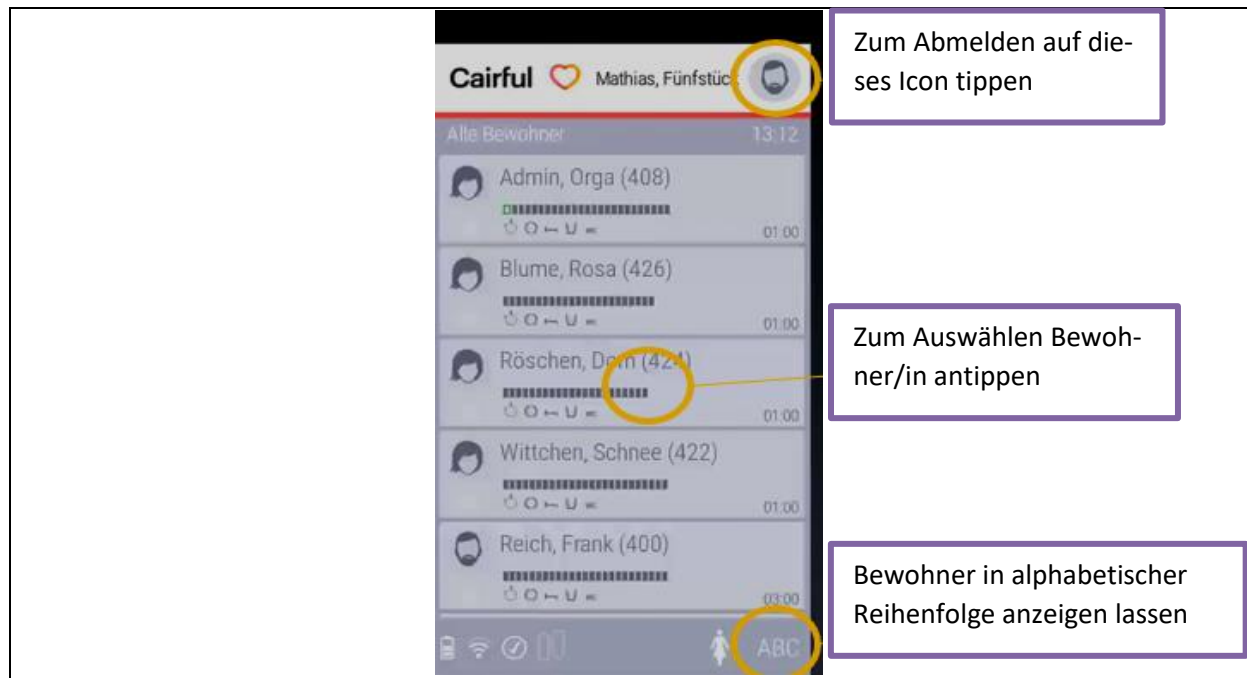 Cairful
Mathias, Fünfstück
Zum Abmelden auf die-
ses Icon tippen
Alle Bewohner 13:12
Admin, Orga (408)
01:00
Blume, Rosa (426)
01:00
Röschen, Dorn (424)
01:00
Zum Auswählen Bewoh-
ner/in antippen
Wittchen, Schnee (422)
01:00
Reich, Frank (400)
03:00
ABC
Bewohner in alphabetischer
Reihenfolge anzeigen lassen